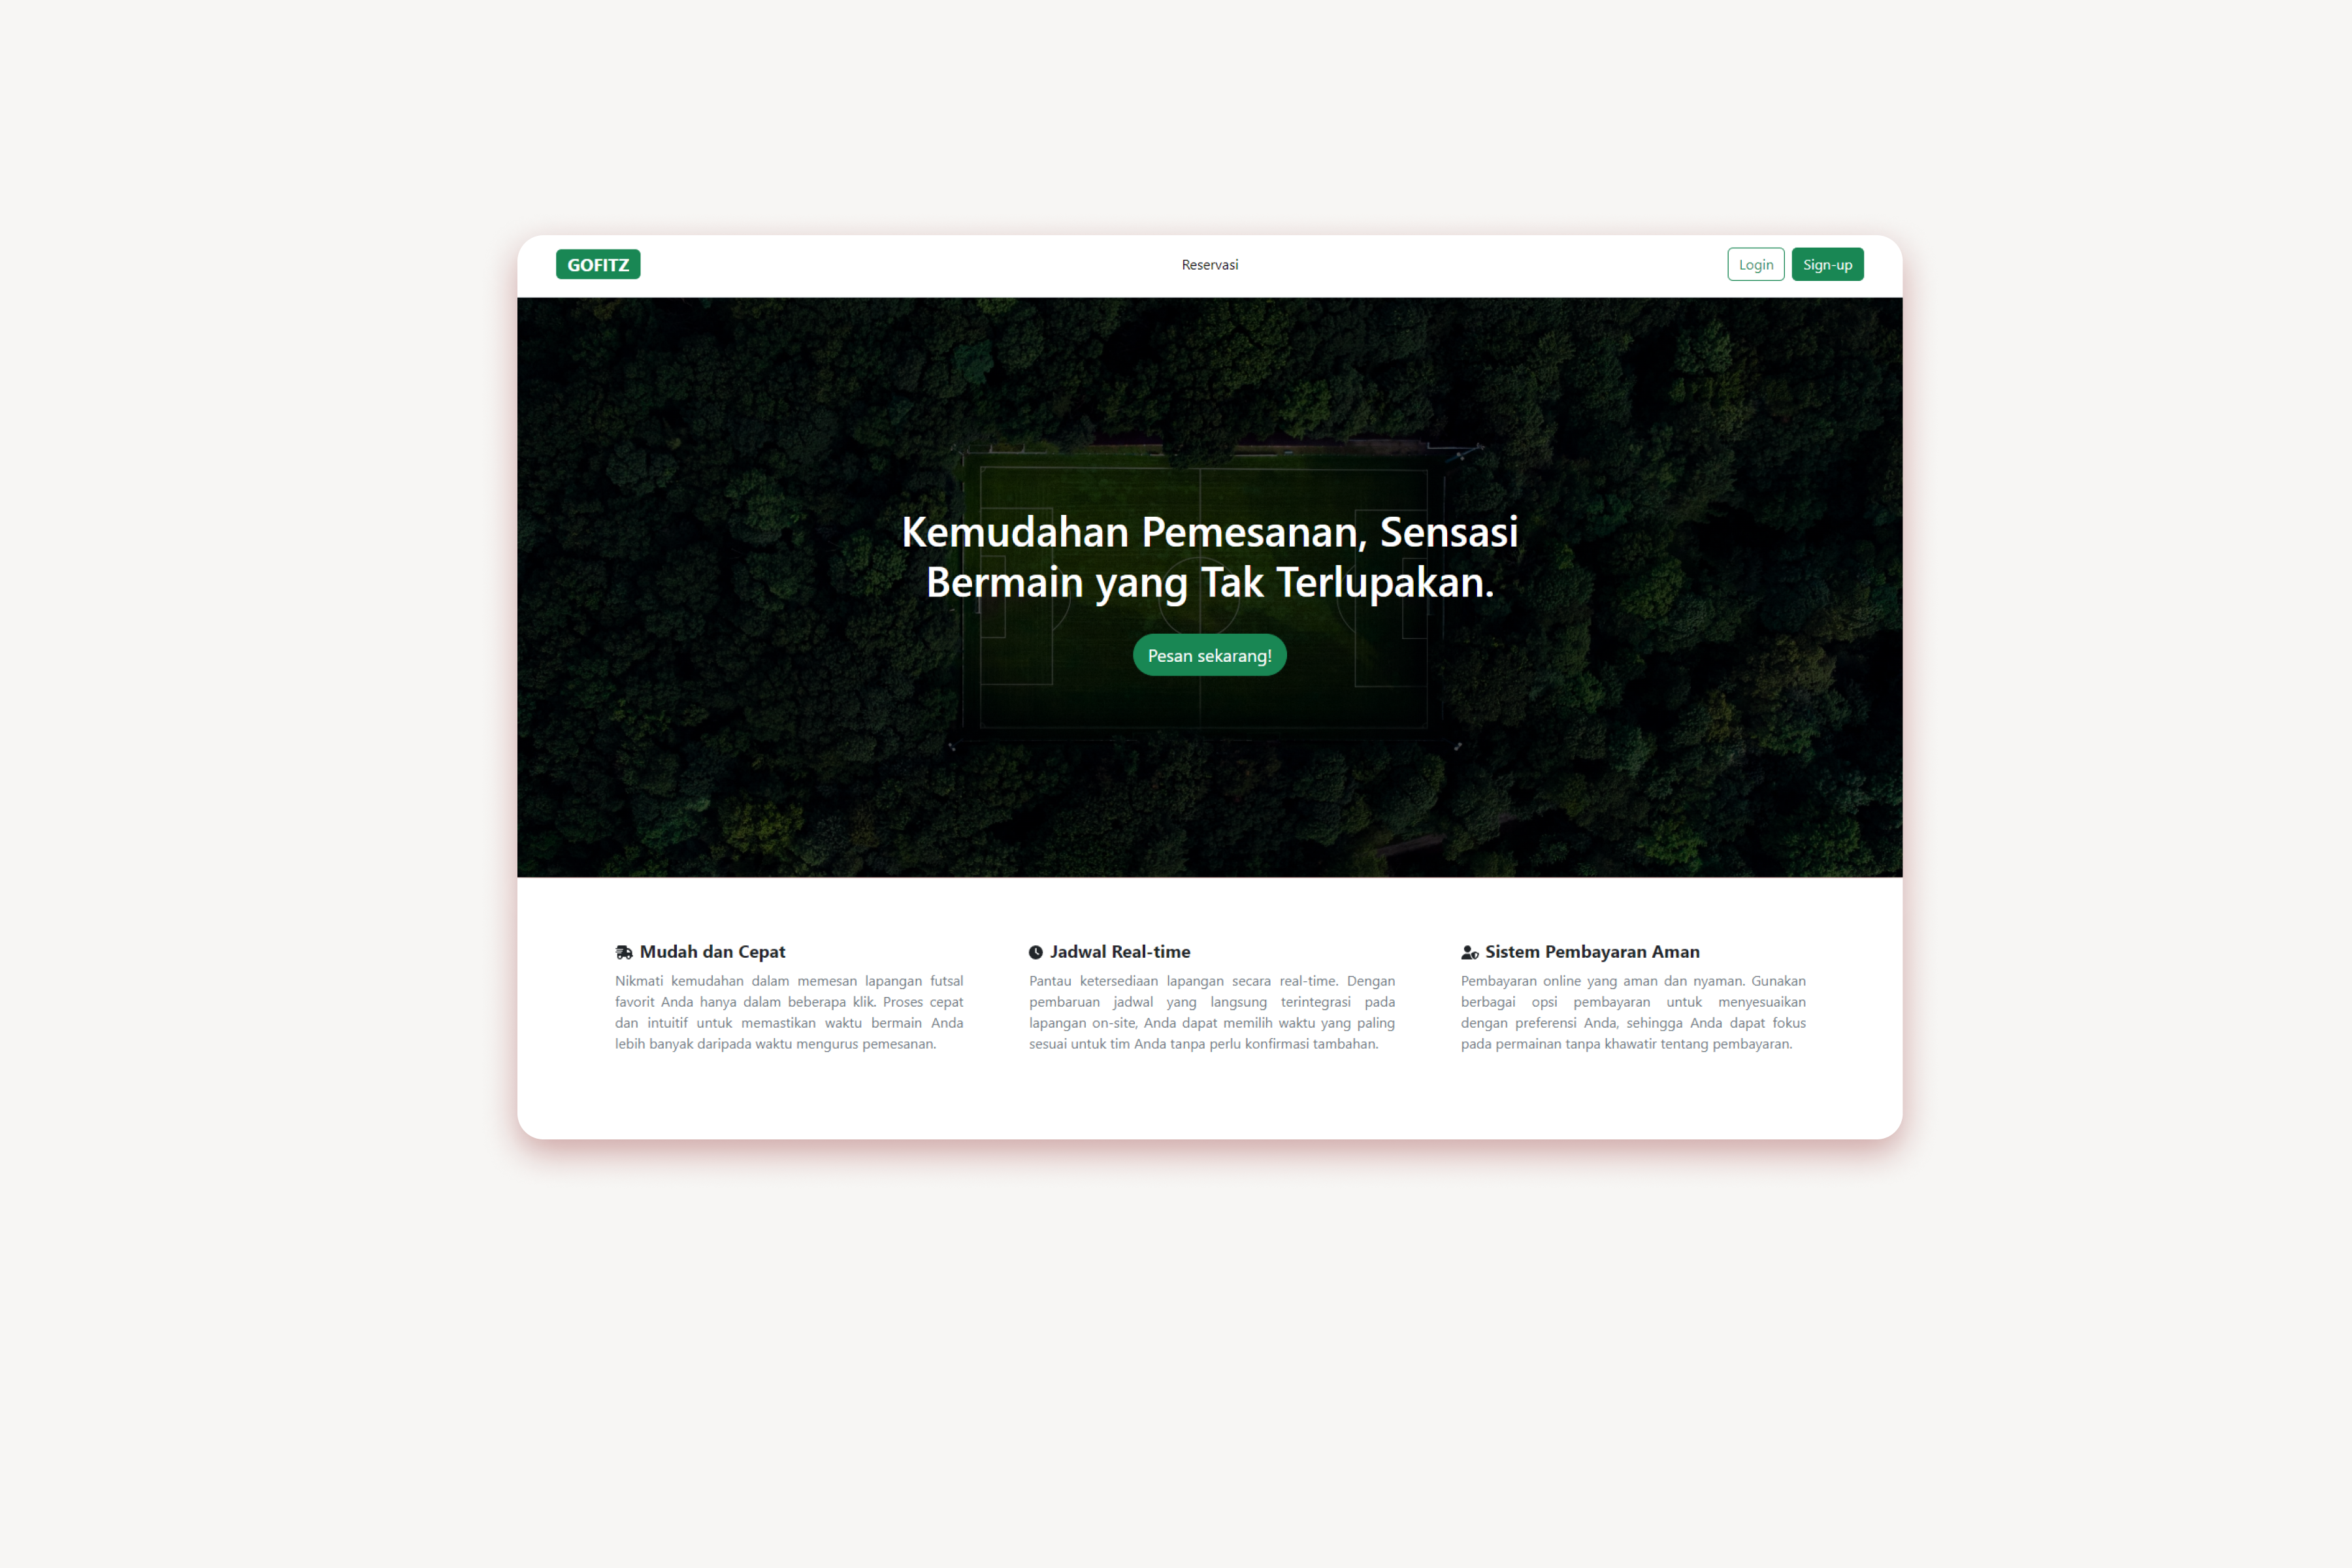 GOFITZ
Reservasi
Login
Sign-up
Kemudahan Pemesanan, Sensasi
Bermain yang Tak Terlupakan.
Pesan sekarang!
Mudah dan Cepat
Nikmati kemudahan dalam memesan lapangan futsal
favorit Anda hanya dalam beberapa klik. Proses cepat
dan intuitif untuk memastikan waktu bermain Anda
lebih banyak daripada waktu mengurus pemesanan.
Jadwal Real-time
Pantau ketersediaan lapangan secara real-time. Dengan
pembaruan jadwal yang langsung terintegrasi pada
lapangan on-site, Anda dapat memilih waktu yang paling
sesuai untuk tim Anda tanpa perlu konfirmasi tambahan.
Sistem Pembayaran Aman
Pembayaran online yang aman dan nyaman. Gunakan
berbagai opsi pembayaran untuk menyesuaikan
dengan preferensi Anda, sehingga Anda dapat fokus
pada permainan tanpa khawatir tentang pembayaran.